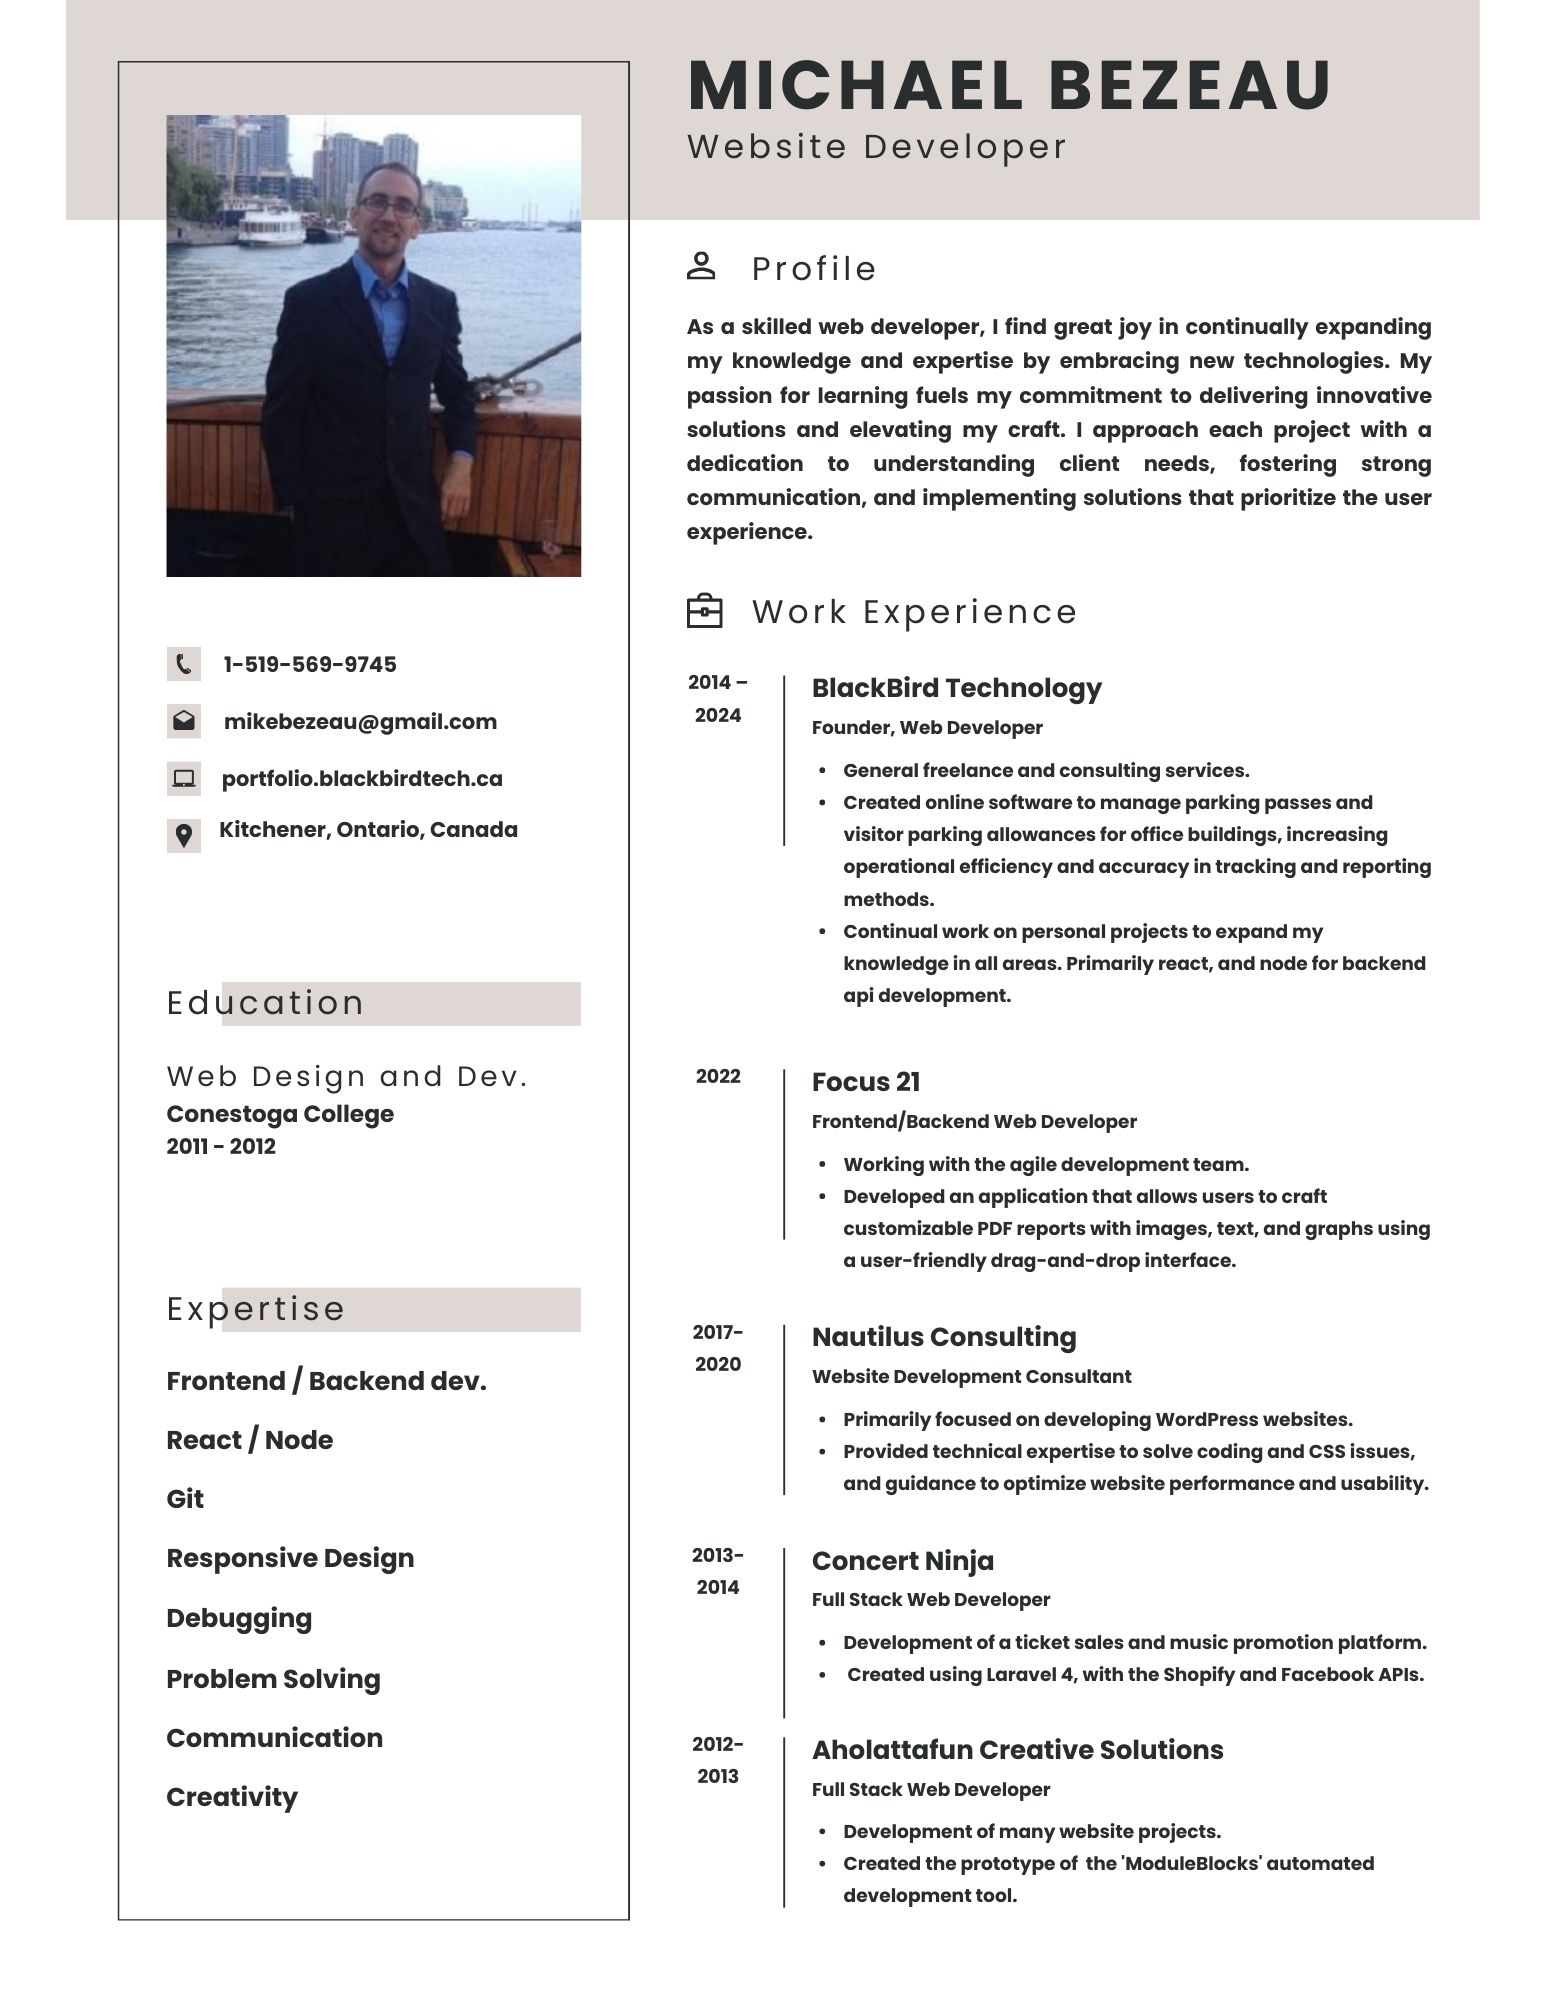 MICHAEL BEZEAU
Website Developer
1-519-569-9745
mikebezeau@gmail.com
portfolio.blackbirdtech.ca
Kitchener, Ontario, Canada
Education
Web Design and Dev.
Conestoga College
2011 - 2012
Expertise
Frontend / Backend dev.
React / Node
Git
Responsive Design
Debugging
Problem Solving
Communication
Creativity
Profile
As a skilled web developer, I find great joy in continually expanding
my knowledge and expertise by embracing new technologies. My
passion for learning fuels my commitment to delivering innovative
solutions and elevating my craft. I approach each project with a
dedication to understanding client needs, fostering strong
communication, and implementing solutions that prioritize the user
experience.
Work Experience
2014 –
2024
BlackBird Technology
Founder, Web Developer
• General freelance and consulting services.
• Created online software to manage parking passes and
visitor parking allowances for office buildings, increasing
operational efficiency and accuracy in tracking and reporting
methods.
• Continual work on personal projects to expand my
knowledge in all areas. Primarily react, and node for backend
api development.
2022
Focus 21
Frontend/Backend Web Developer
• Working with the agile development team.
• Developed an application that allows users to craft
customizable PDF reports with images, text, and graphs using
a user-friendly drag-and-drop interface.
2017-
2020
Nautilus Consulting
Website Development Consultant
• Primarily focused on developing WordPress websites.
• Provided technical expertise to solve coding and CSS issues,
and guidance to optimize website performance and usability.
2013-
2014
Concert Ninja
Full Stack Web Developer
• Development of a ticket sales and music promotion platform.
• Created using Laravel 4, with the Shopify and Facebook APIs.
2012-
2013
Aholattafun Creative Solutions
Full Stack Web Developer
• Development of many website projects.
• Created the prototype of the 'ModuleBlocks' automated
development tool.